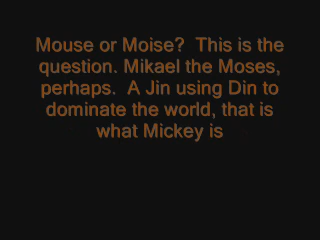 Mouse or Moise?  This is the
question. Mikael the Moses,
perhaps.  A Jin using Din to
dominate the world, that is
what Mickey is